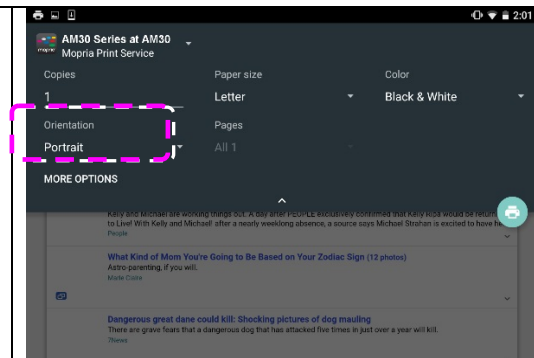 2:01
AM30 Series at AM30
mopria
Mopria Print Service
Copies
Paper size
Color
1
Letter
Black & White
Orientation
Pages
Portrait
All 1
MORE OPTIONS
Kelly and Michael are working things out. A day after PEOPLE exclusively confirmed that Kelly Ripa would be return
to Live! With Kelly and Michael! after a nearly weeklong absence, a source says Michael Strahan is excited to have he
People
What Kind of Mom You're Going to Be Based on Your Zodiac Sign (12 photos)
Astro-parenting, if you will.
Marie Claire
Dangerous great dane could kill: Shocking pictures of dog mauling
There are grave fears that a dangerous dog that has attacked five times in just over a year will kill.
7News